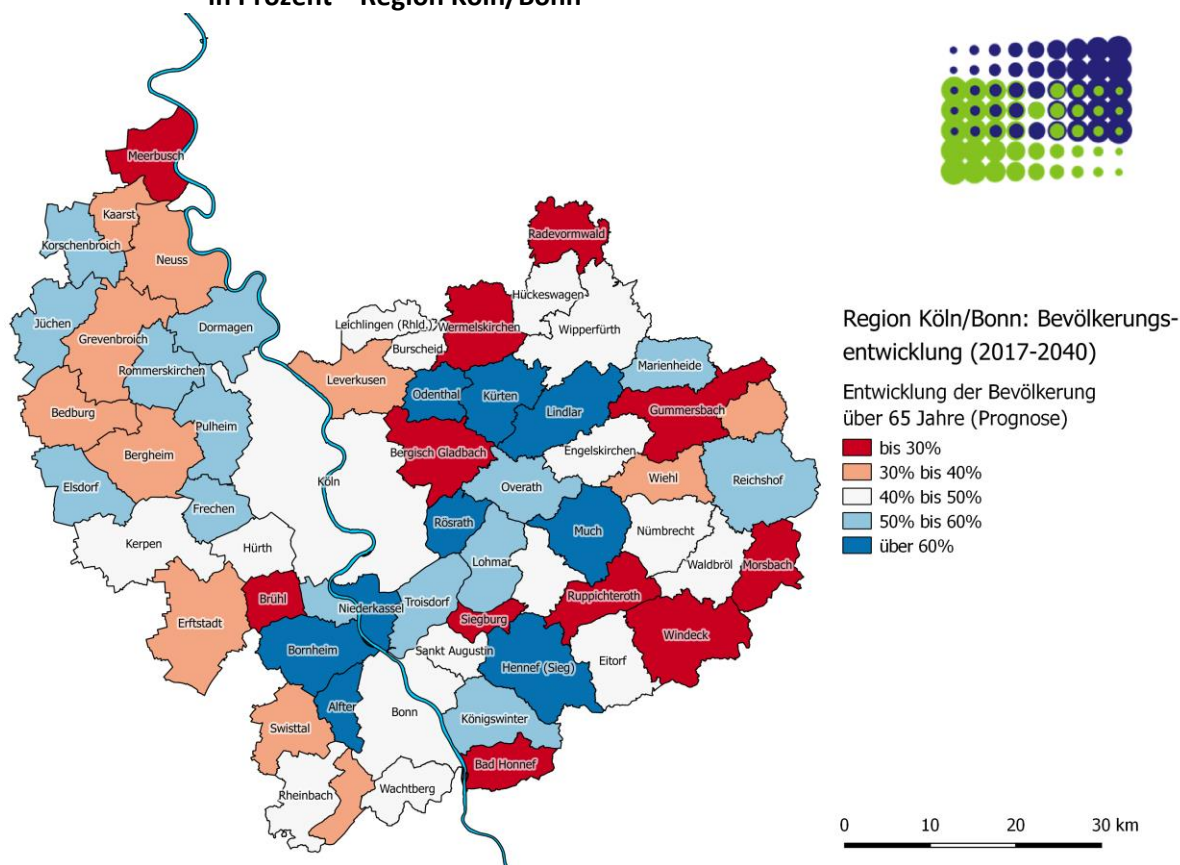 in Prozent – Region Köln/Bonn
Meerbusch
Kaarst
Korschenbroich
Neuss
Radevormwald
Hückeswagen
Jüchen
Dormagen
Leichlingen (Rhld.)
Wermelskirchen
Wipperfürth
Grevenbroich
Burscheid
Rommerskirchen
Marienheide
Leverkusen
Odenthal
Kürten
Lindlar
Gummersbach
Bedburg
Pulheim
Bergheim
Bergisch Gladbach
Engelskirchen
Köln
Wiehl
Reichshof
Elsdorf
Overath
Frechen
Rösrath
Much
Nümbrecht
Kerpen
Hürth
Lohmar
Waldbröl
Morsbach
Brühl
Niederkassel
Troisdorf
Ruppichteroth
Erftstadt
Siegburg
Windeck
Bornheim
Sankt Augustin
Hennef (Sieg)
Eitorf
Alfter
Bonn
Königswinter
Swisttal
Bad Honnef
Rheinbach
Wachtberg
Region Köln/Bonn: Bevölkerungs-
entwicklung (2017-2040)
Entwicklung der Bevölkerung
über 65 Jahre (Prognose)
bis 30%
30% bis 40%
40% bis 50%
50% bis 60%
über 60%
0 10 20 30 km